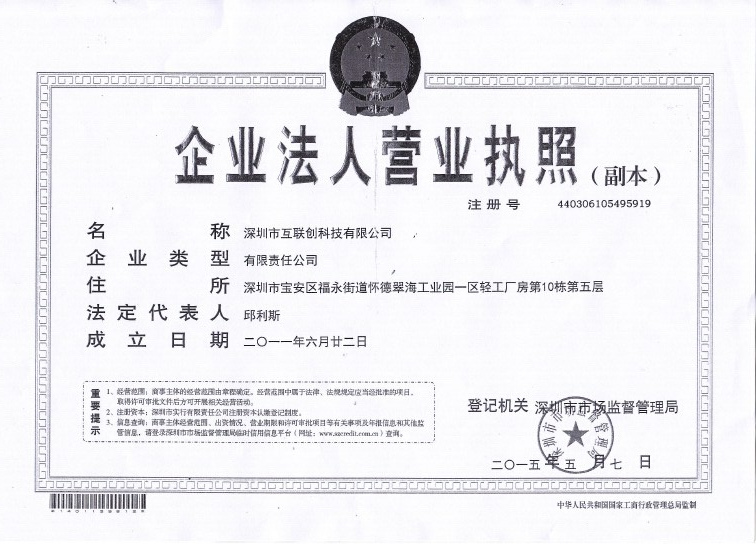 企业法人营业执照
(副本)
注册号 440306105495919
名称 深圳市互联创科技有限公司
企业类型 有限责任公司
住所 深圳市宝安区福永街道怀德翠海工业园一区轻工厂房第10栋第五层
法定代表人 邱利斯
成立日期 二〇一一年六月廿二日
重要提示
1、经营范围：商事主体的经营范围由章程确定。经营范围中属于法律、法规规定应当经批准的项目，
取得许可审批文件后方可开展相关经营活动。
2、注册资本：深圳市实行有限责任公司注册资本认缴登记制度。
3、信息查询：商事主体经营范围、出资情况、营业期限和许可审批项目等有关事项及年报信息和其他监
管信息，请登录深圳市市场监督管理局临时信用信息平台（网址：www.szcredit.com.cn）查询。
登记机关 深圳市市场监督管理局
二〇一五年五月七日
中华人民共和国国家工商行政管理总局监制